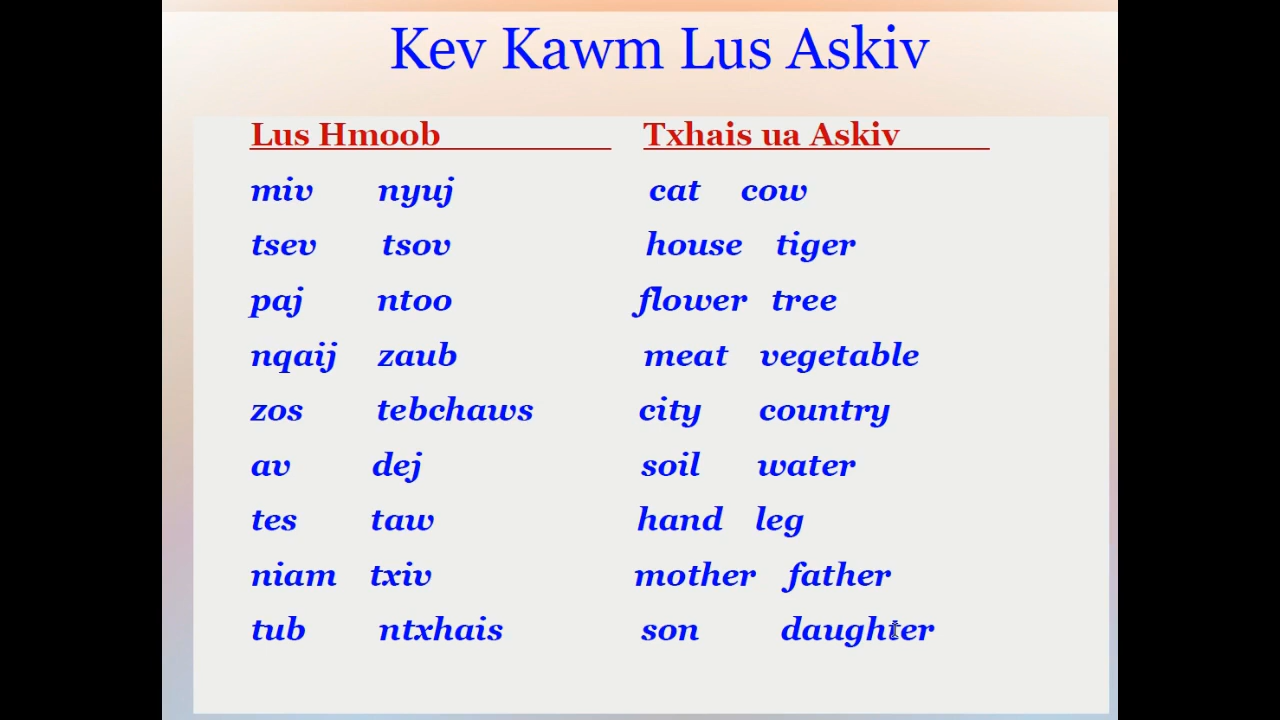 Kev Kawm Lus Askiv
Lus Hmoob Txhais ua Askiv
miv nyuj cat cow
tsev tsov house tiger
paj ntoo flower tree
nqaij zaub meat vegetable
zos tebchaws city country
av dej soil water
tes taw hand leg
niam txiv mother father
tub ntxhais son daughter